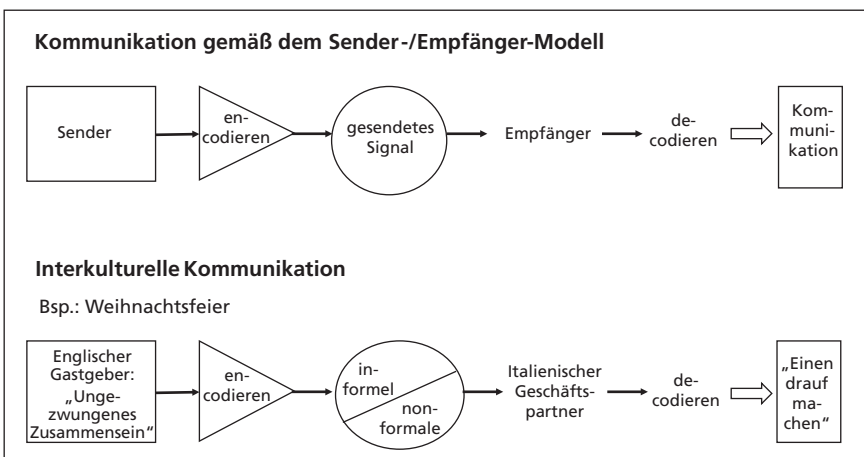 Kommunikation gemäß dem Sender-/Empfänger-Modell
Sender
en-
codieren
gesendetes
Signal
Empfänger
de-
codieren
Kom-
muni-
kation
Interkulturelle Kommunikation
Bsp.: Weihnachtsfeier
Englischer
Gastgeber:
„Unge-
zwungenes
Zusammensein“
en-
codieren
in-
formel
non-
formale
Italienischer
Geschäfts-
partner
de-
codieren
„Einen
drauf
ma-
chen“